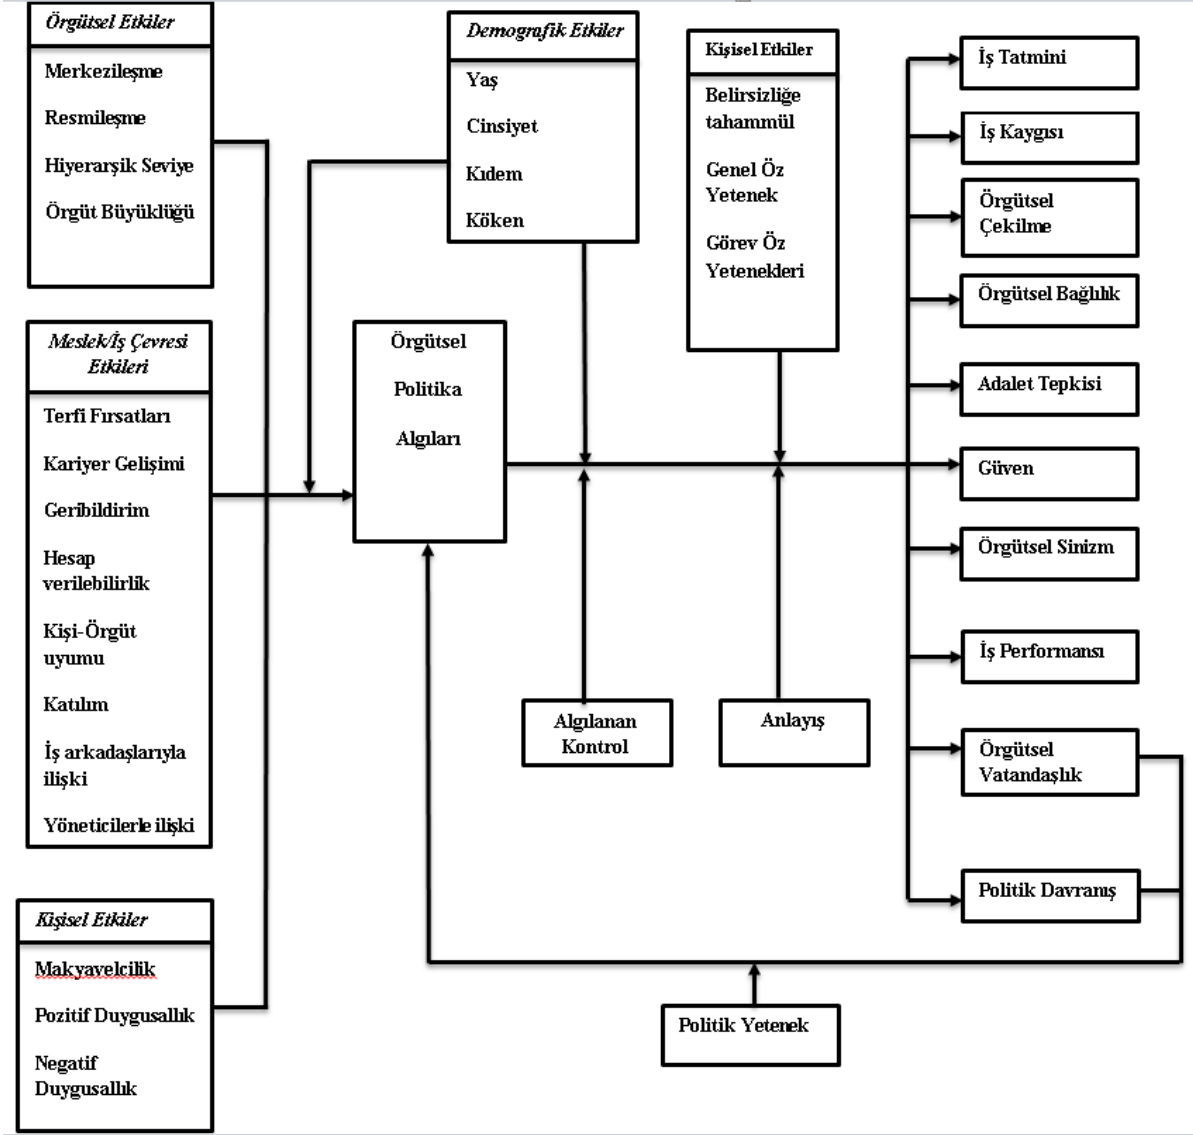 Örgütsel Etkiler
Merkezileşme
Resmileşme
Hiyerarşik Seviye
Örgüt Büyüklüğü
Meslek/İş Çevresi
Etkileri
Terfi Fırsatları
Kariyer Gelişimi
Geribildirim
Hesap
verilebilirlik
Kişi-Örgüt
uyumu
Katılım
İş arkadaşlarıyla
ilişki
Yöneticilerle ilişki
Kişisel Etkiler
Makyavelcilik
Pozitif Duygusallık
Negatif
Duygusallık
Demografik Etkiler
Yaş
Cinsiyet
Kıdem
Köken
Örgütsel
Politika
Algıları
Kişisel Etkiler
Belirsizliğe
tahammül
Genel Öz
Yetenek
Görev Öz
Yetenekleri
Algılanan
Kontrol
Anlayış
Politik Yetenek
İş Tatmini
İş Kaygısı
Örgütsel
Çekilme
Örgütsel Bağlılık
Adalet Tepkisi
Güven
Örgütsel Sinizm
İş Performansı
Örgütsel
Vatandaşlık
Politik Davranış